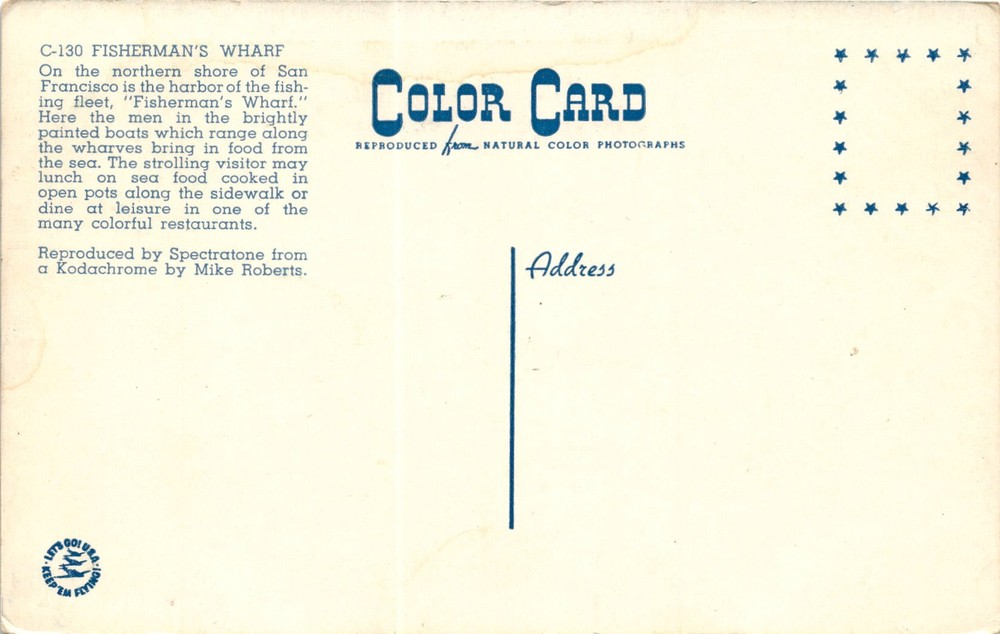 C-130 FISHERMAN'S WHARF
On the northern shore of San
Francisco is the harbor of the fish-
ing fleet, "Fisherman's Wharf."
Here the men in the brightly
painted boats which range along
the wharves bring in food from
the sea. The strolling visitor may
lunch on sea food cooked in
open pots along the sidewalk or
dine at leisure in one of the
many colorful restaurants.
Reproduced by Spectratone from
a Kodachrome by Mike Roberts.
COLOR CARD
REPRODUCED from NATURAL COLOR PHOTOGRAPHS
Address
LET'S GO! U.S.A.
KEEP 'EM FLYING!